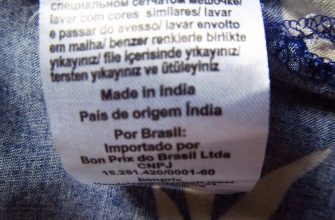 специальном сетчатом мешочке/
lavar com cores similares/ lavar
e passar do avesso/ lavar envolto
em malha/ benzer renklerle birlikte
yıkayınız/ file içerisinde yıkayınız/
tersten yıkayınız ve ütüleyiniz
Made in India
País de origem Índia
Por Brasil:
Importado por
Bon Prix do Brasil Ltda
CNPJ
15.281.420/0001-60
bonprix